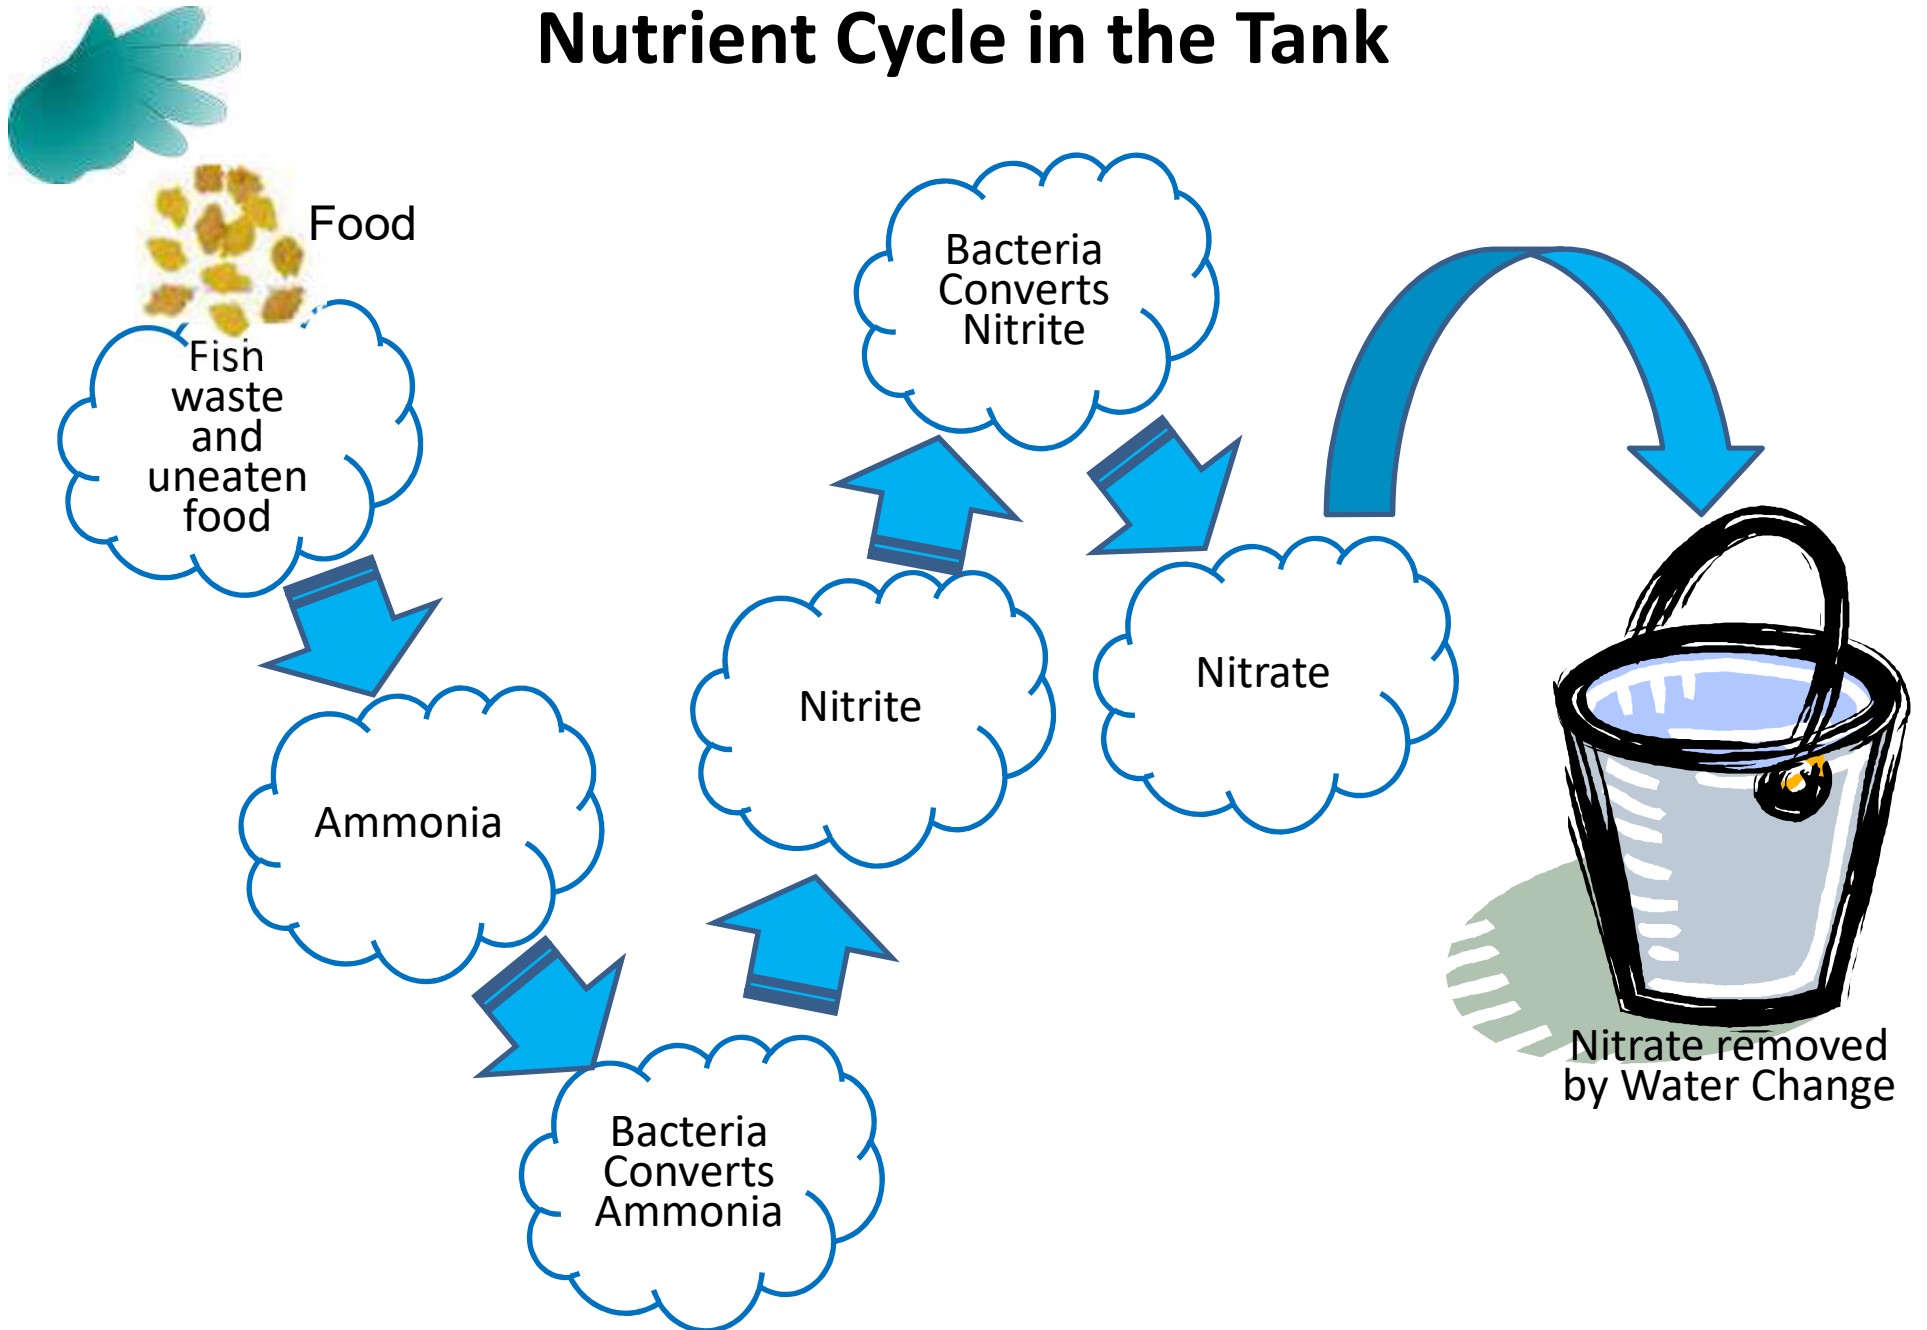 Nutrient Cycle in the Tank
Food
Fish
waste
and
uneaten
food
Ammonia
Bacteria
Converts
Ammonia
Nitrite
Bacteria
Converts
Nitrite
Nitrate
Nitrate removed
by Water Change